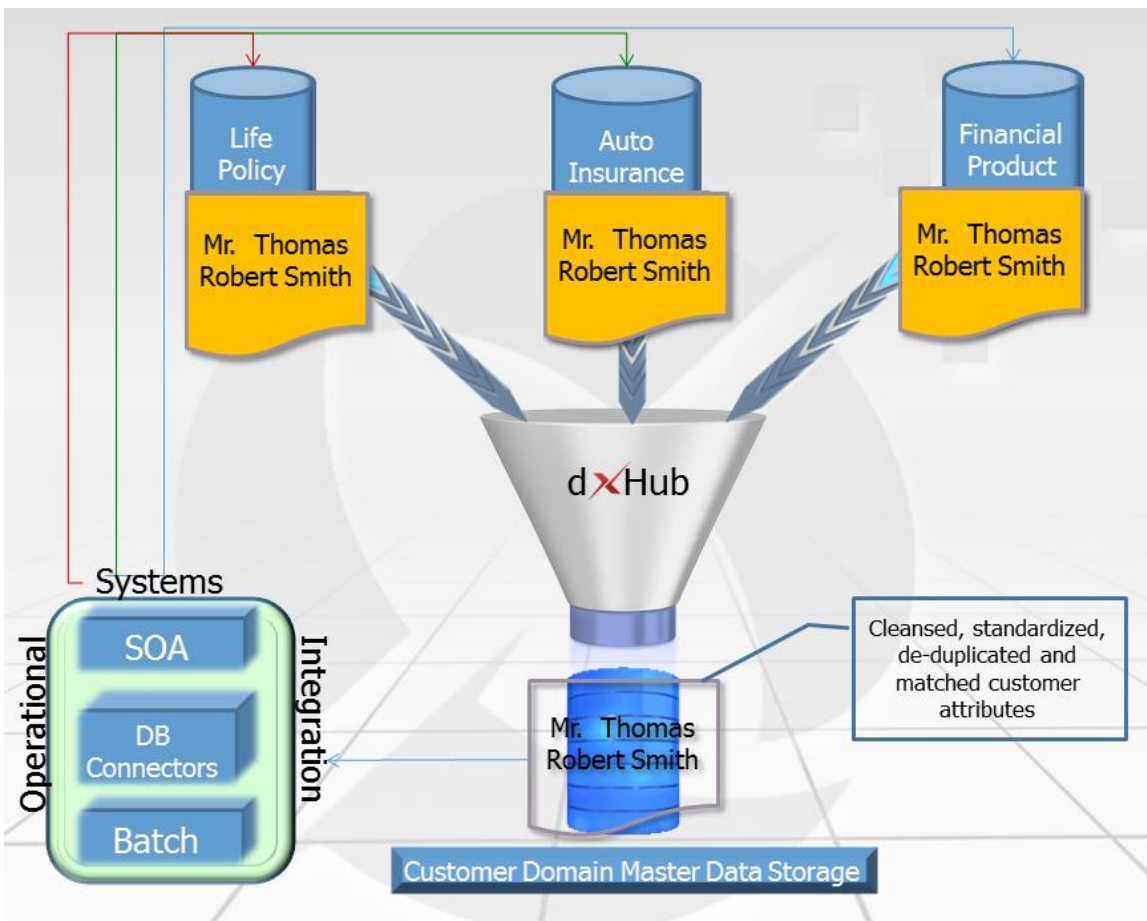 Life
Policy
Auto
Insurance
Financial
Product
Mr. Thomas
Robert Smith
Mr. Thomas
Robert Smith
Mr. Thomas
Robert Smith
dxHub
Systems
Operational
Integration
SOA
DB
Connectors
Batch
Mr. Thomas
Robert Smith
Cleansed, standardized,
de-duplicated and
matched customer
attributes
Customer Domain Master Data Storage